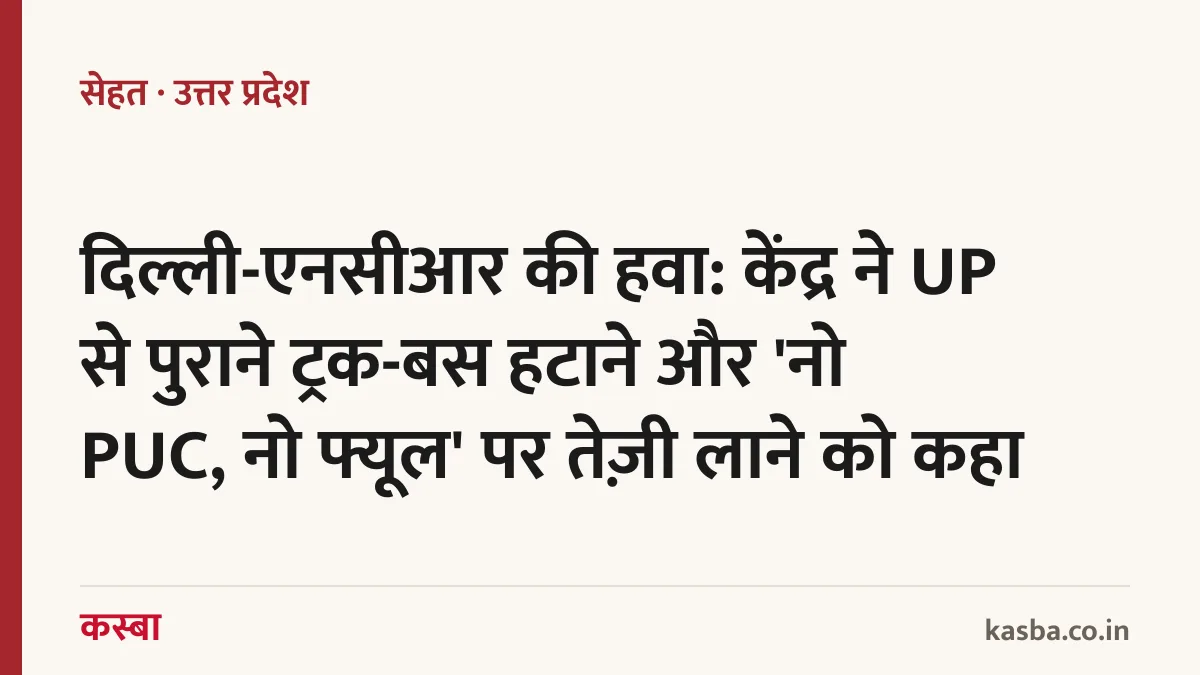 सेहत · उत्तर प्रदेश
दिल्ली-एनसीआर की हवा: केंद्र ने UP
से पुराने ट्रक-बस हटाने और 'नो
PUC, नो फ्यूल' पर तेज़ी लाने को कहा
कस्बा
kasba.co.in